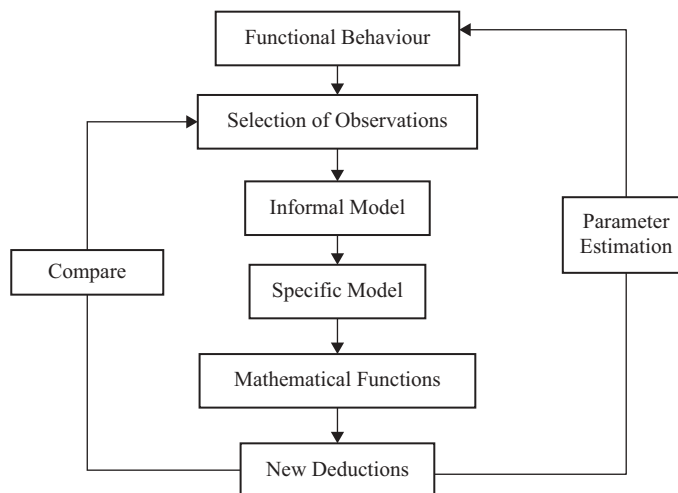 Functional Behaviour
Selection of Observations
Informal Model
Parameter
Estimation
Compare
Specific Model
Mathematical Functions
New Deductions